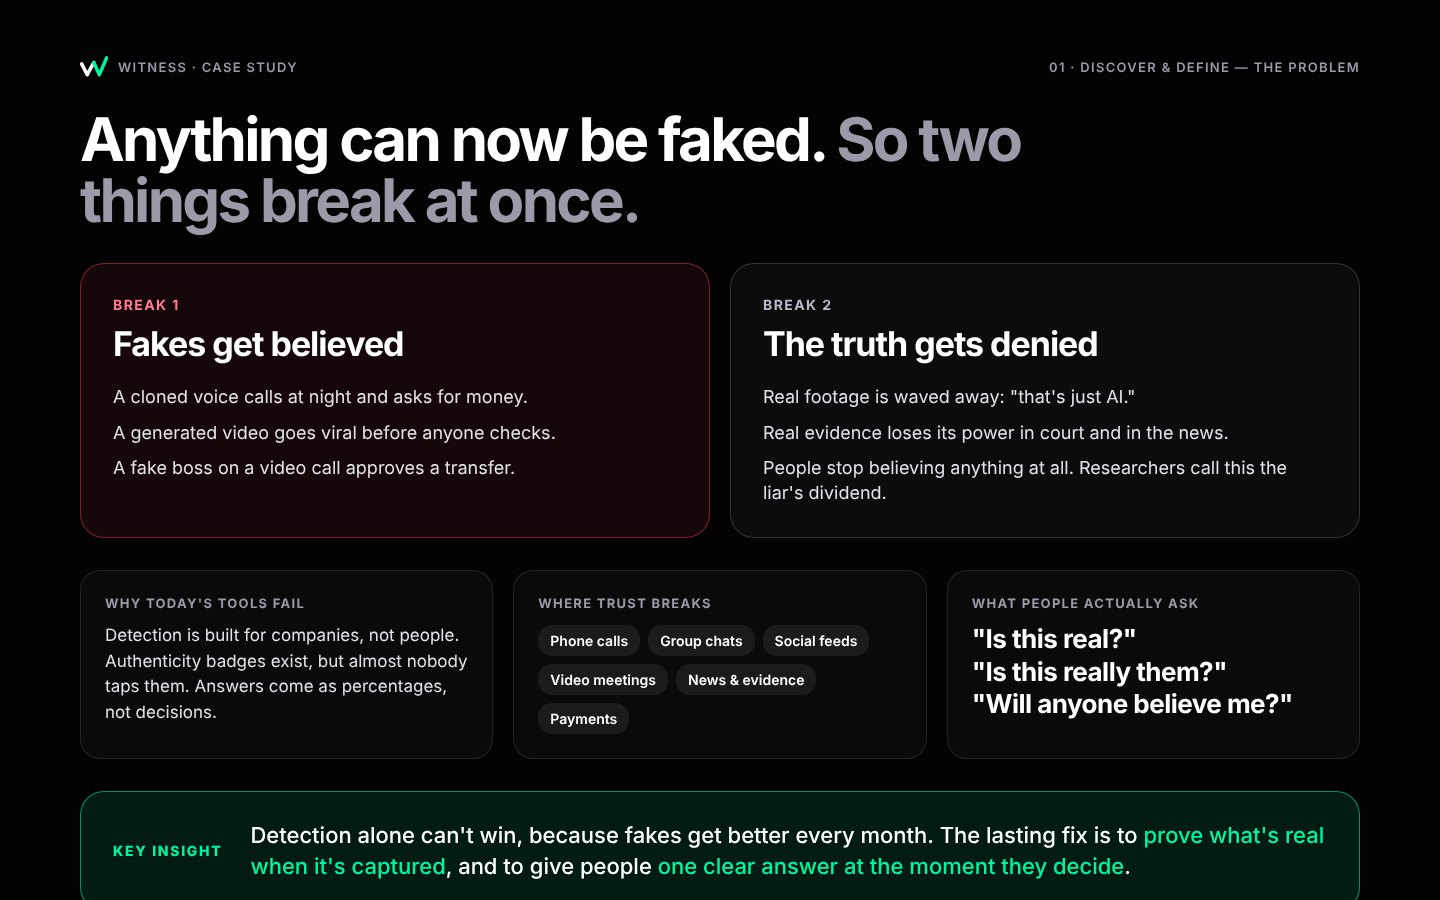 WITNESS · CASE STUDY
01 · DISCOVER & DEFINE — THE PROBLEM
Anything can now be faked. So two
things break at once.
BREAK 1
Fakes get believed
A cloned voice calls at night and asks for money.
A generated video goes viral before anyone checks.
A fake boss on a video call approves a transfer.
BREAK 2
The truth gets denied
Real footage is waved away: "that's just AI."
Real evidence loses its power in court and in the news.
People stop believing anything at all. Researchers call this the
liar's dividend.
WHY TODAY'S TOOLS FAIL
Detection is built for companies, not people.
Authenticity badges exist, but almost nobody
taps them. Answers come as percentages,
not decisions.
WHERE TRUST BREAKS
Phone calls Group chats Social feeds
Video meetings News & evidence
Payments
WHAT PEOPLE ACTUALLY ASK
"Is this real?"
"Is this really them?"
"Will anyone believe me?"
KEY INSIGHT
Detection alone can't win, because fakes get better every month. The lasting fix is to prove what's real
when it's captured, and to give people one clear answer at the moment they decide.